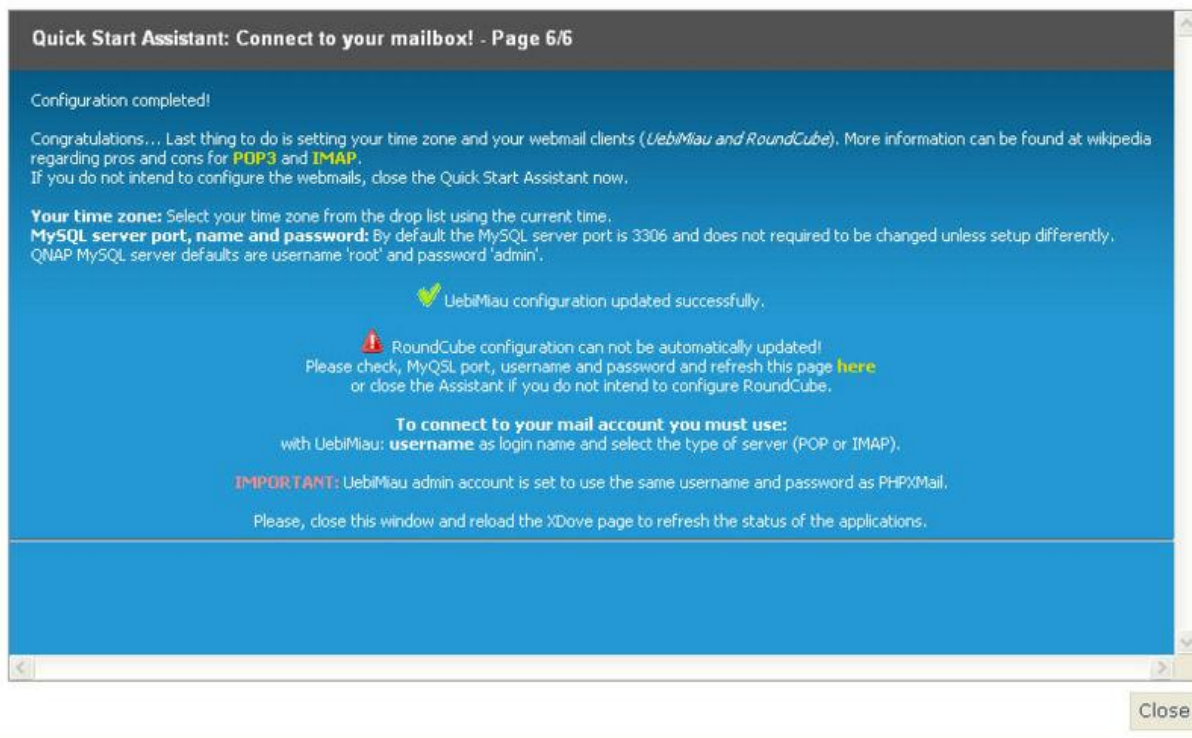 Quick Start Assistant: Connect to your mailbox! - Page 6/6
Configuration completed!
Congratulations... Last thing to do is setting your time zone and your webmail clients (UebiMiau and RoundCube). More information can be found at wikipedia
regarding pros and cons for POP3 and IMAP.
If you do not intend to configure the webmails, close the Quick Start Assistant now.
Your time zone: Select your time zone from the drop list using the current time.
MySQL server port, name and password: By default the MySQL server port is 3306 and does not required to be changed unless setup differently.
QNAP MySQL server defaults are username 'root' and password 'admin'.
UebiMiau configuration updated successfully.
RoundCube configuration can not be automatically updated!
Please check, MyQSL port, username and password and refresh this page here
or close the Assistant if you do not intend to configure RoundCube.
To connect to your mail account you must use:
with UebiMiau: username as login name and select the type of server (POP or IMAP).
IMPORTANT: UebiMiau admin account is set to use the same username and password as PHPXMail.
Please, close this window and reload the XDove page to refresh the status of the applications.
Close